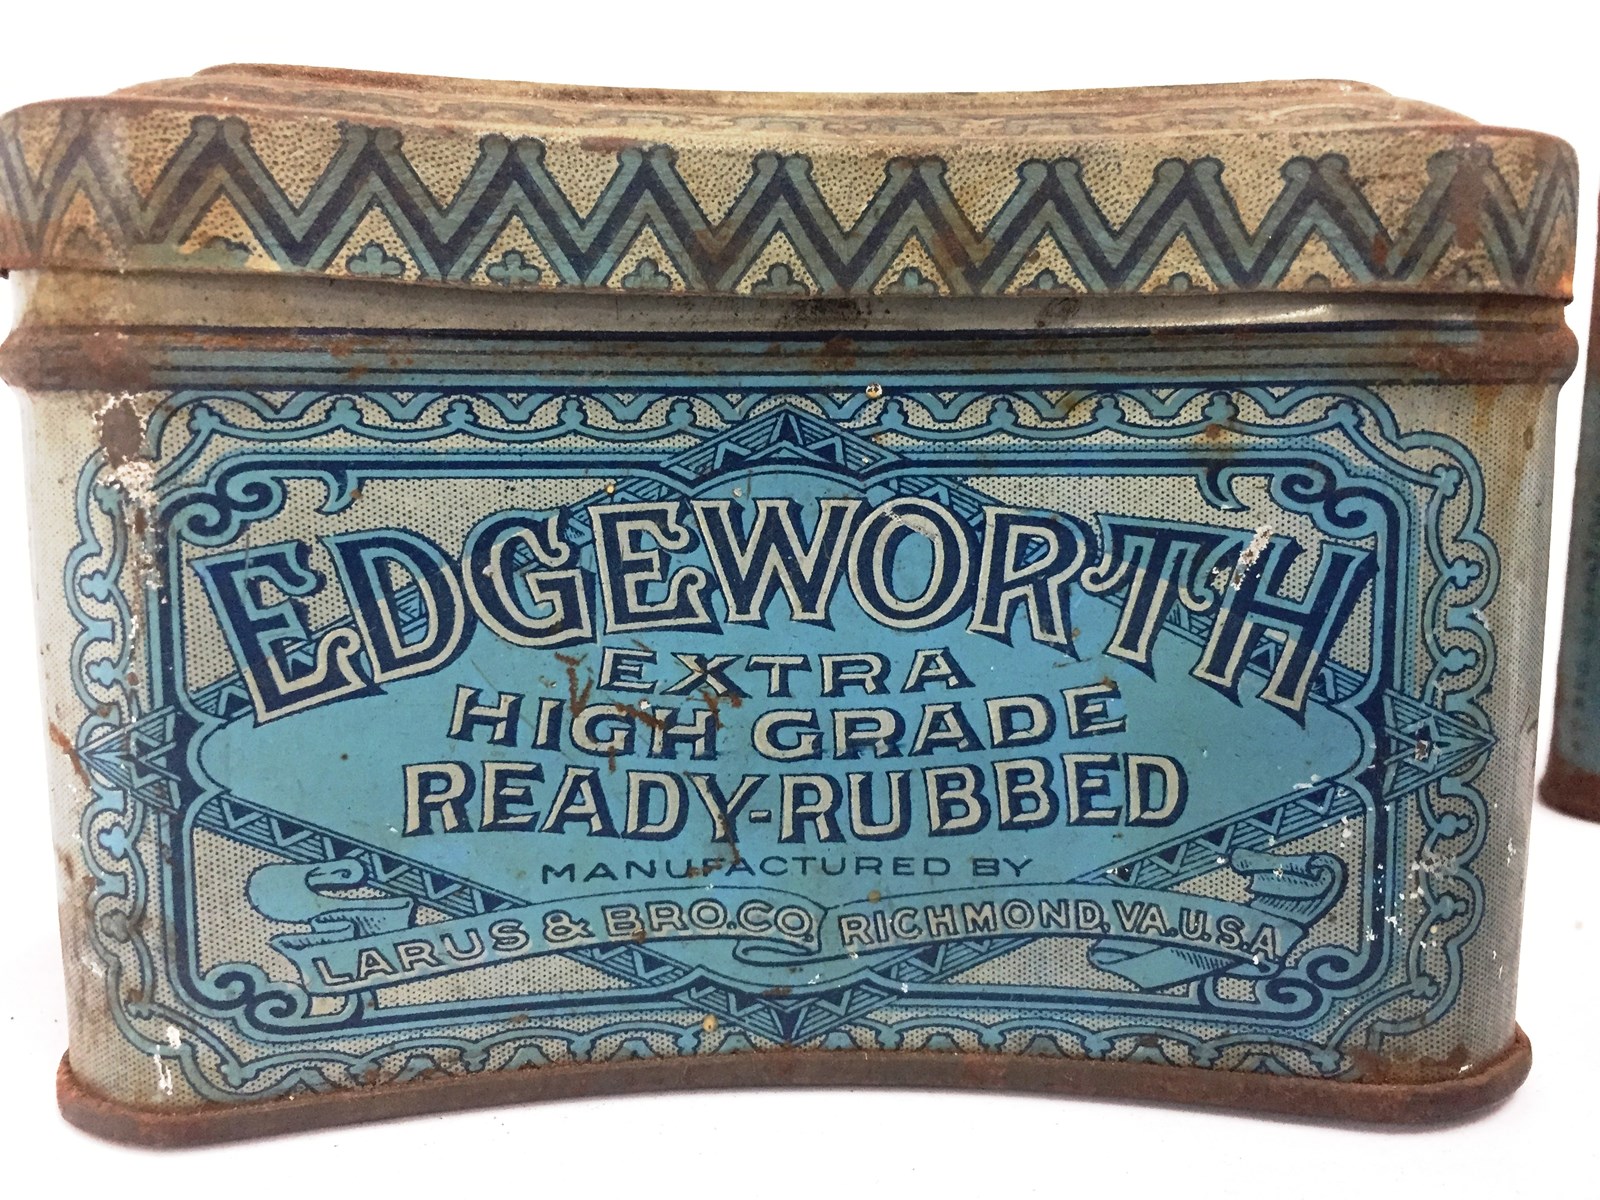 EDGEWORTH
EXTRA
HIGH GRADE
READY-RUBBED
MANUFACTURED BY
LARUS & BRO.CO. RICHMOND, VA.U.S.A